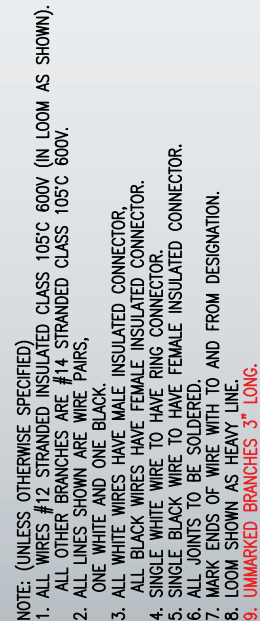 NOTE: (UNLESS OTHERWISE SPECIFIED)
1. ALL WIRES #12 STRANDED INSULATED CLASS 105°C 600V (IN LOOM AS SHOWN).
ALL OTHER BRANCHES ARE #14 STRANDED CLASS 105°C 600V.
2. ALL LINES SHOWN ARE WIRE PAIRS,
ONE WHITE AND ONE BLACK.
3. ALL WHITE WIRES HAVE MALE INSULATED CONNECTOR,
ALL BLACK WIRES HAVE FEMALE INSULATED CONNECTOR.
4. SINGLE WHITE WIRE TO HAVE RING CONNECTOR.
5. SINGLE BLACK WIRE TO HAVE FEMALE INSULATED CONNECTOR.
6. ALL JOINTS TO BE SOLDERED.
7. MARK ENDS OF WIRE WITH TO AND FROM DESIGNATION.
8. LOOM SHOWN AS HEAVY LINE.
9. UMMARKED BRANCHES 3" LONG.